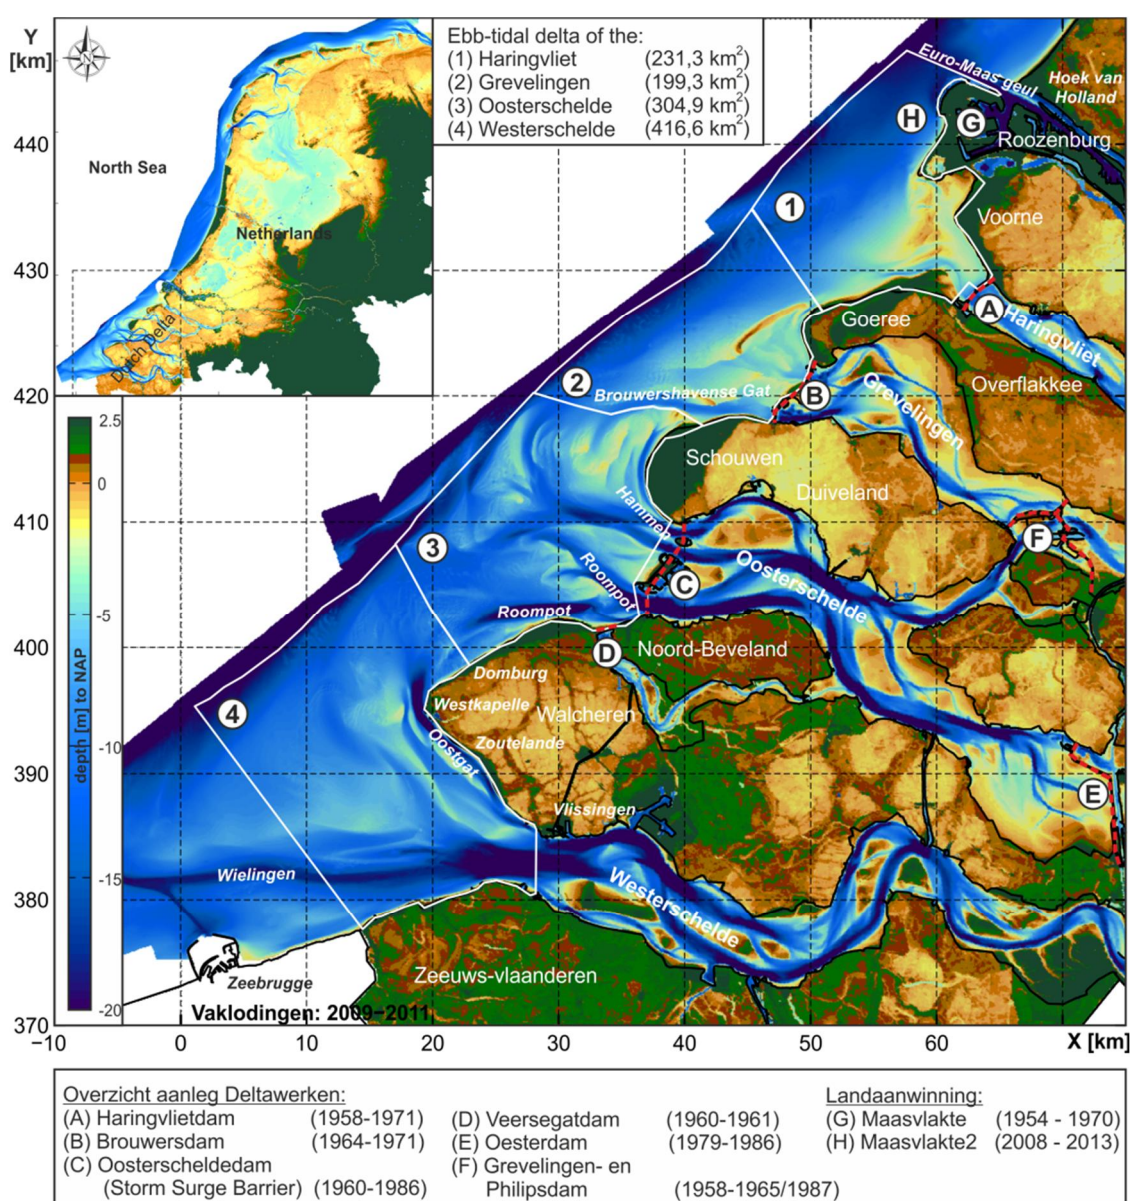 Y
[km]
N
North Sea
Netherlands
Dutch Delta
Ebb-tidal delta of the:
(1) Haringvliet (231,3 km²)
(2) Grevelingen (199,3 km²)
(3) Oosterschelde (304,9 km²)
(4) Westerschelde (416,6 km²)
Euro-Maas geul
Hoek van
Holland
H
G
Roozenburg
440
1
Voorne
430
A
Haringvliet
Goeree
2
Brouwershavense Gat
B
Grevelingen
Overflakkee
420
2.5
0
-5
-10
-15
-20
depth [m] to NAP
Schouwen
Duiveland
Hammen
410
3
F
Roompot
C
Oosterschelde
Roompot
400
D
Noord-Beveland
Domburg
Westkapelle
Walcheren
4
Oostgat
Zoutelande
390
Vlissingen
E
Wielingen
380
Westerschelde
Zeeuws-vlaanderen
Zeebrugge
Vaklodingen: 2009-2011
370
-10 0 10 20 30 40 50 60 X [km]
Overzicht aanleg Deltawerken:
(A) Haringvlietdam (1958-1971)
(B) Brouwersdam (1964-1971)
(C) Oosterscheldedam
(Storm Surge Barrier) (1960-1986)
(D) Veersegatdam (1960-1961)
(E) Oesterdam (1979-1986)
(F) Grevelingen- en
Philipsdam (1958-1965/1987)
Landaanwinning:
(G) Maasvlakte (1954 - 1970)
(H) Maasvlakte2 (2008 - 2013)